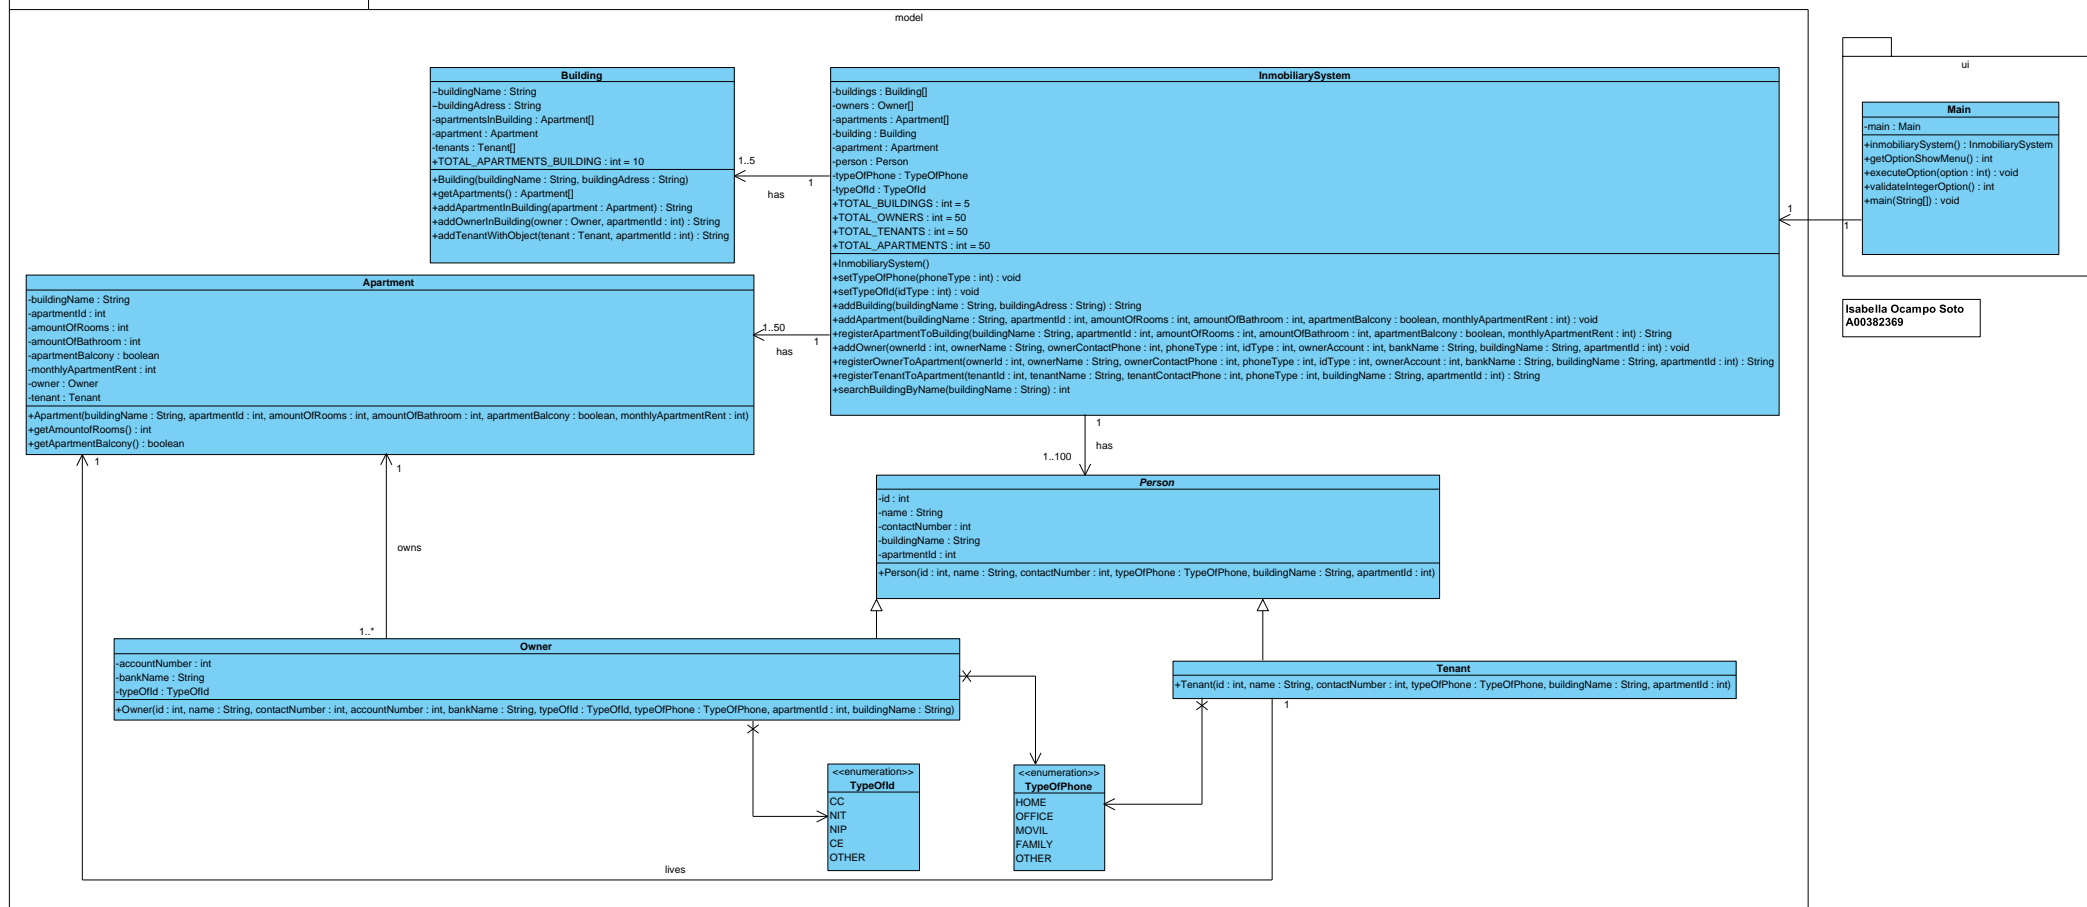 model
Building
~buildingName : String
~buildingAdress : String
-apartmentsInBuilding : Apartment[]
-apartment : Apartment
-tenants : Tenant[]
+TOTAL_APARTMENTS_BUILDING : int = 10
+Building(buildingName : String, buildingAdress : String)
+getApartments() : Apartment[]
+addApartmentInBuilding(apartment : Apartment) : String
+addOwnerInBuilding(owner : Owner, apartmentId : int) : String
+addTenantWithObject(tenant : Tenant, apartmentId : int) : String
1..5
has
1
InmobiliarySystem
-buildings : Building[]
-owners : Owner[]
-apartments : Apartment[]
-building : Building
-apartment : Apartment
-person : Person
-typeOfPhone : TypeOfPhone
-typeOfId : TypeOfId
+TOTAL_BUILDINGS : int = 5
+TOTAL_OWNERS : int = 50
+TOTAL_TENANTS : int = 50
+TOTAL_APARTMENTS : int = 50
+InmobiliarySystem()
+setTypeOfPhone(phoneType : int) : void
+setTypeOfId(idType : int) : void
+addBuilding(buildingName : String, buildingAdress : String) : String
+addApartment(buildingName : String, apartmentId : int, amountOfRooms : int, amountOfBathroom : int, apartmentBalcony : boolean, monthlyApartmentRent : int) : void
+registerApartmentToBuilding(buildingName : String, apartmentId : int, amountOfRooms : int, amountOfBathroom : int, apartmentBalcony : boolean, monthlyApartmentRent : int) : String
+addOwner(ownerId : int, ownerName : String, ownerContactPhone : int, phoneType : int, idType : int, ownerAccount : int, bankName : String, buildingName : String, apartmentId : int) : void
+registerOwnerToApartment(ownerId : int, ownerName : String, ownerContactPhone : int, phoneType : int, idType : int, ownerAccount : int, bankName : String, buildingName : String, apartmentId : int) : String
+registerTenantToApartment(tenantId : int, tenantName : String, tenantContactPhone : int, phoneType : int, buildingName : String, apartmentId : int) : String
+searchBuildingByName(buildingName : String) : int
1
1
ui
Main
-main : Main
+inmobiliarySystem() : InmobiliarySystem
+getOptionShowMenu() : int
+executeOption(option : int) : void
+validateIntegerOption() : int
+main(String[]) : void
Isabella Ocampo Soto
A00382369
Apartment
-buildingName : String
-apartmentId : int
-amountOfRooms : int
-amountOfBathroom : int
-apartmentBalcony : boolean
-monthlyApartmentRent : int
-owner : Owner
-tenant : Tenant
+Apartment(buildingName : String, apartmentId : int, amountOfRooms : int, amountOfBathroom : int, apartmentBalcony : boolean, monthlyApartmentRent : int)
+getAmountofRooms() : int
+getApartmentBalcony() : boolean
1..50
has
1
1
has
1..100
1
1
owns
1..*
Person
-id : int
-name : String
-contactNumber : int
-buildingName : String
-apartmentId : int
+Person(id : int, name : String, contactNumber : int, typeOfPhone : TypeOfPhone, buildingName : String, apartmentId : int)
Owner
-accountNumber : int
-bankName : String
-typeOfId : TypeOfId
+Owner(id : int, name : String, contactNumber : int, accountNumber : int, bankName : String, typeOfId : TypeOfId, typeOfPhone : TypeOfPhone, apartmentId : int, buildingName : String)
Tenant
+Tenant(id : int, name : String, contactNumber : int, typeOfPhone : TypeOfPhone, buildingName : String, apartmentId : int)
1
<<enumeration>>
TypeOfId
CC
NIT
NIP
CE
OTHER
<<enumeration>>
TypeOfPhone
HOME
OFFICE
MOVIL
FAMILY
OTHER
lives